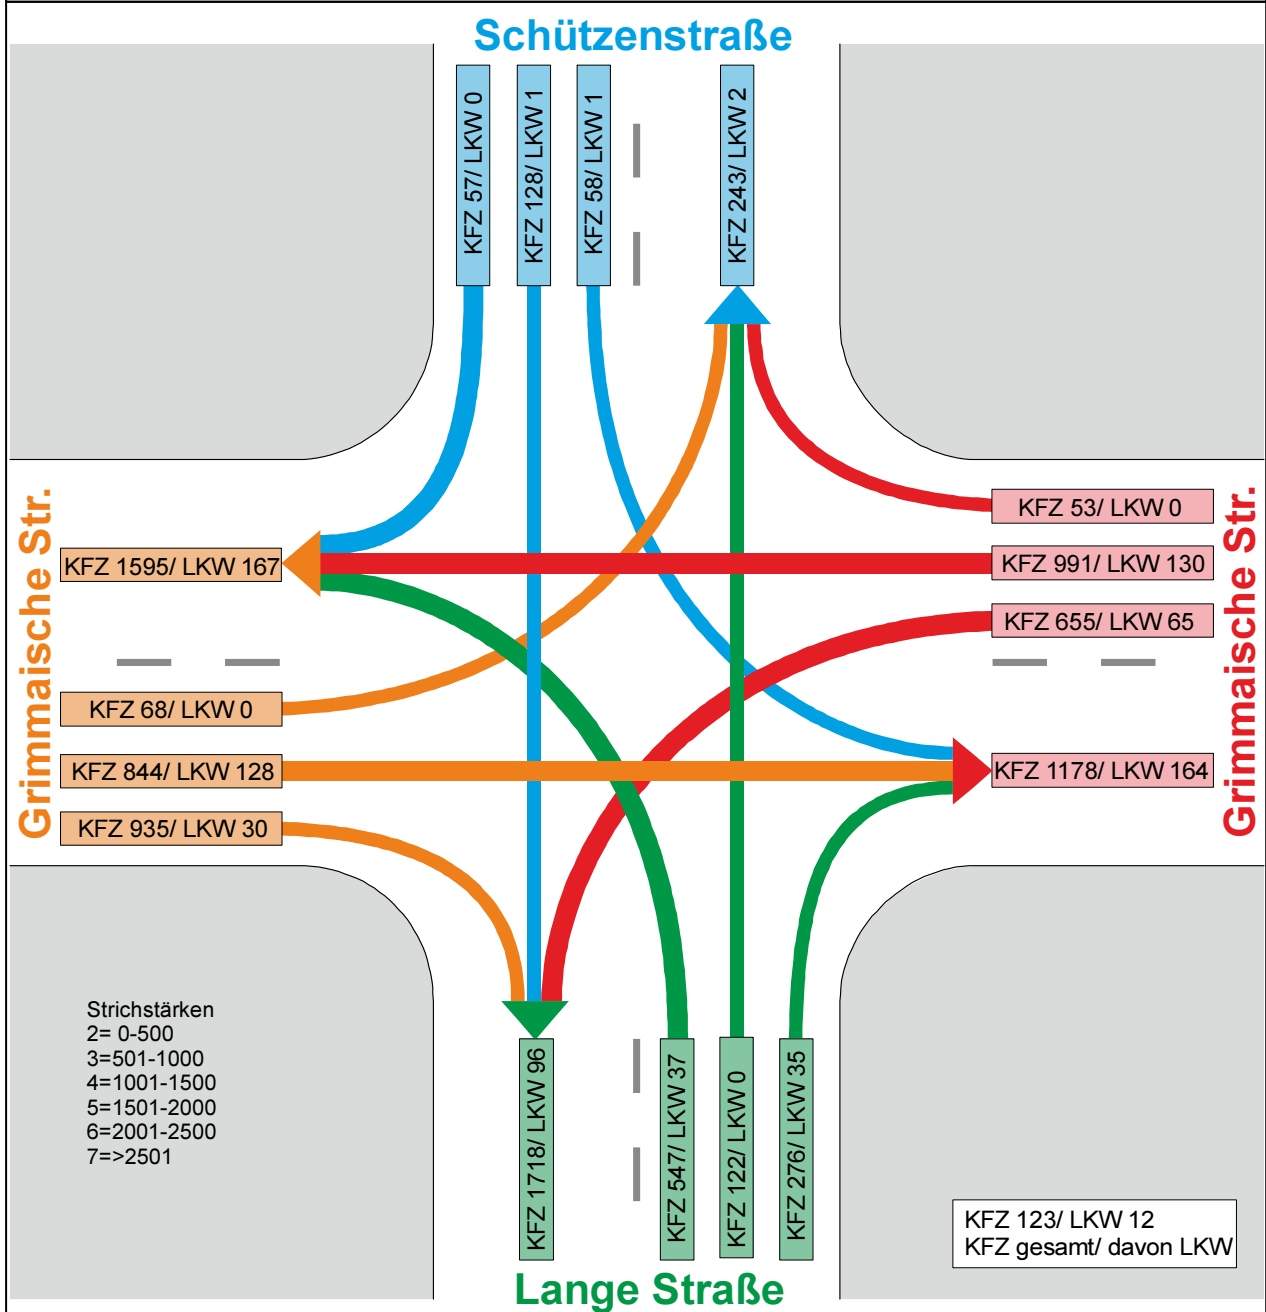 Schützenstraße
KFZ 57/ LKW 0
KFZ 128/ LKW 1
KFZ 58/ LKW 1
KFZ 243/ LKW 2
Grimmaische Str.
KFZ 1595/ LKW 167
KFZ 68/ LKW 0
KFZ 844/ LKW 128
KFZ 935/ LKW 30
KFZ 53/ LKW 0
KFZ 991/ LKW 130
KFZ 655/ LKW 65
KFZ 1178/ LKW 164
Grimmaische Str.
Strichstärken
2= 0-500
3=501-1000
4=1001-1500
5=1501-2000
6=2001-2500
7=>2501
KFZ 1718/ LKW 96
KFZ 547/ LKW 37
KFZ 122/ LKW 0
KFZ 276/ LKW 35
KFZ 123/ LKW 12
KFZ gesamt/ davon LKW
Lange Straße